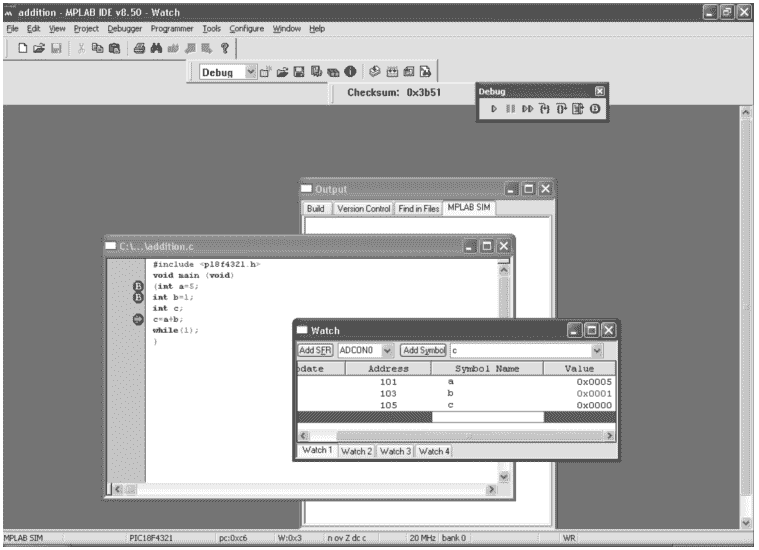 addition - MPLAB IDE v8.50 - Watch
File Edit View Project Debugger Programmer Tools Configure Window Help
Debug
Checksum: 0x3b51
Debug
Output
Build Version Control Find in Files MPLAB SIM
C:\...\addition.c
#include <p18f4321.h>
void main (void)
{int a=5;
int b=1;
int c;
c=a+b;
while(1);
}
B
B
Watch
Add SFR ADCON0 Add Symbol c
pdate Address Symbol Name Value
101 a 0x0005
103 b 0x0001
105 c 0x0000
Watch 1 Watch 2 Watch 3 Watch 4
MPLAB SIM PIC18F4321 pc:0xc6 W:0x3 n ov Z dc c 20 MHz bank 0 WR